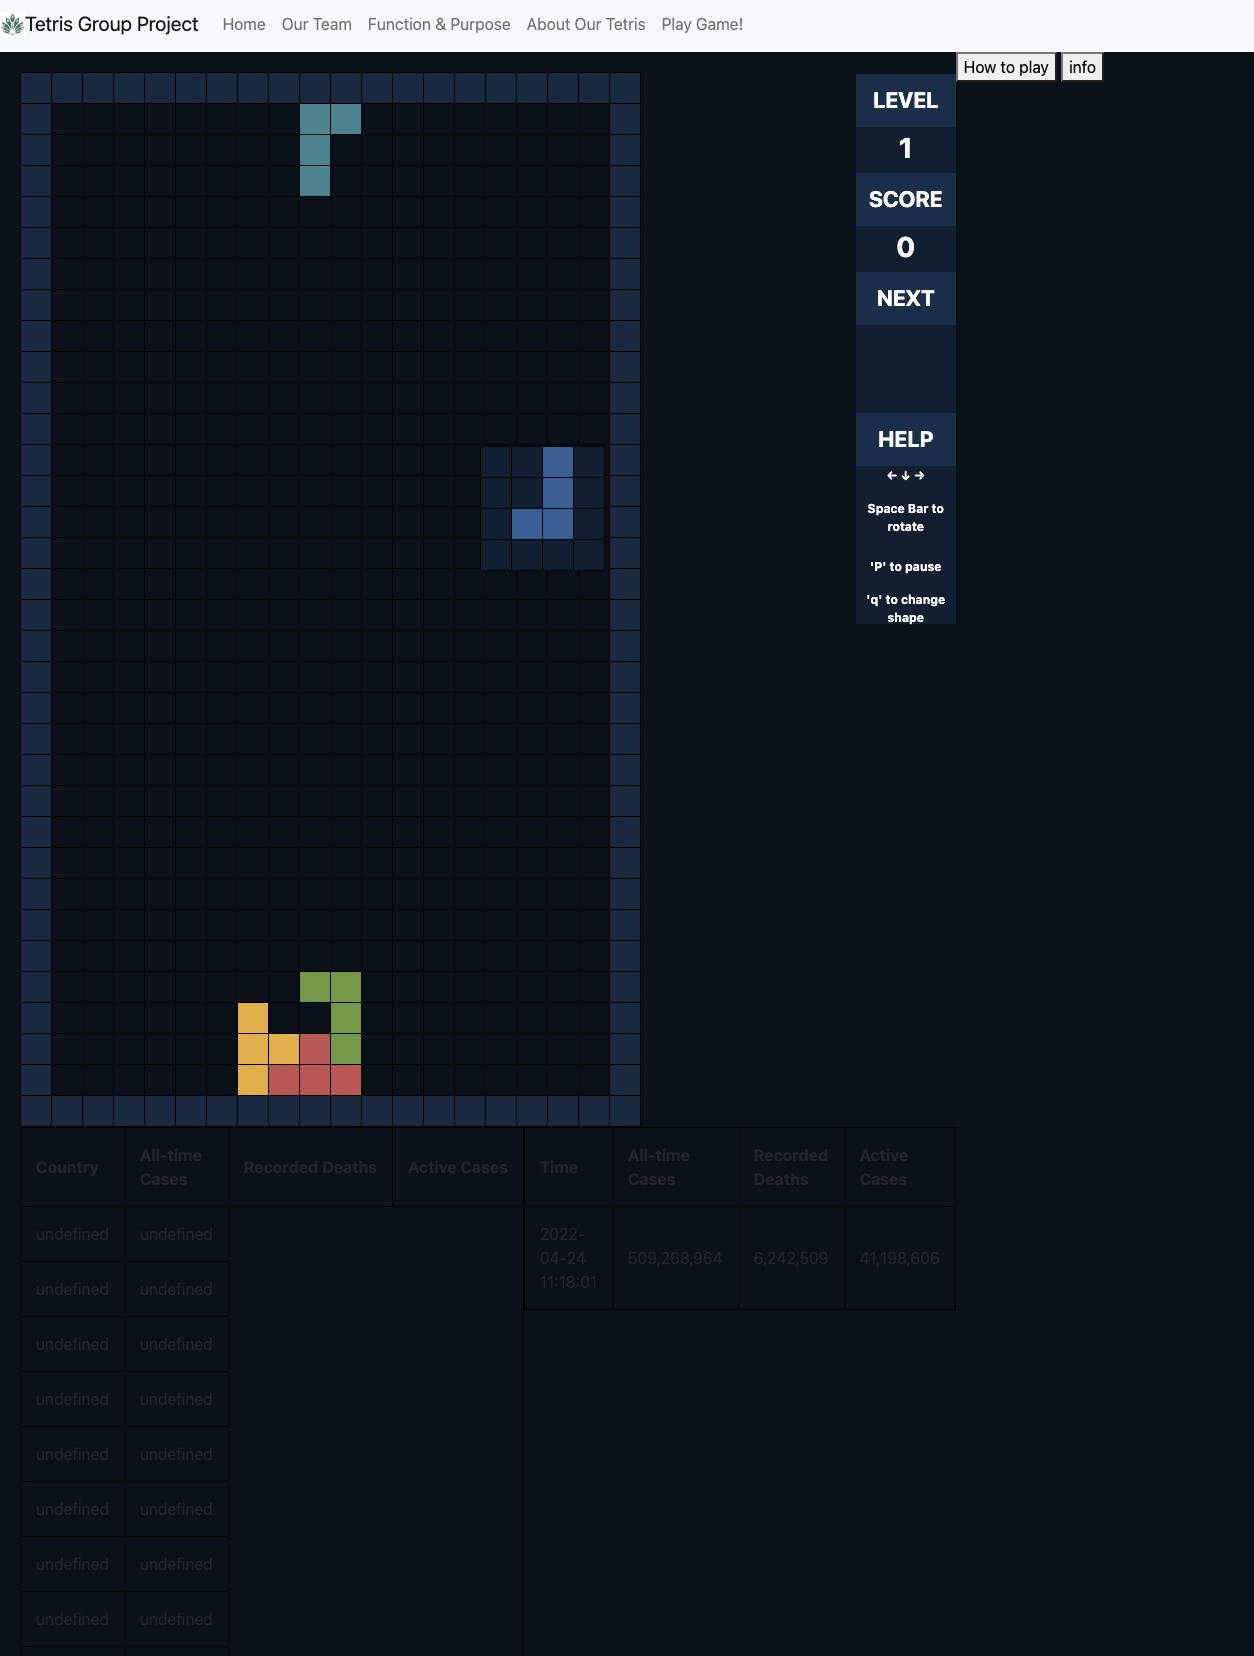 Tetris Group Project Home Our Team Function & Purpose About Our Tetris Play Game!
How to play info
LEVEL
1
SCORE
0
NEXT
HELP
← ↓ →
Space Bar to
rotate
'P' to pause
'q' to change
shape
Country All-time Cases Recorded Deaths Active Cases
undefined undefined
undefined undefined
undefined undefined
undefined undefined
undefined undefined
undefined undefined
undefined undefined
undefined undefined
Time All-time Cases Recorded Deaths Active Cases
2022-
04-24
11:18:01 509,268,964 6,242,509 41,198,606